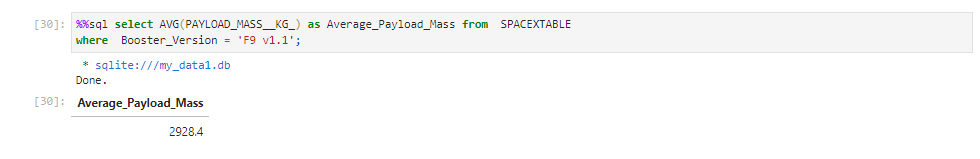 [30]: %%sql select AVG(PAYLOAD_MASS__KG_) as Average_Payload_Mass from  SPACEXTABLE
where  Booster_Version = 'F9 v1.1';
* sqlite:///my_data1.db
Done.
[30]: Average_Payload_Mass
2928.4